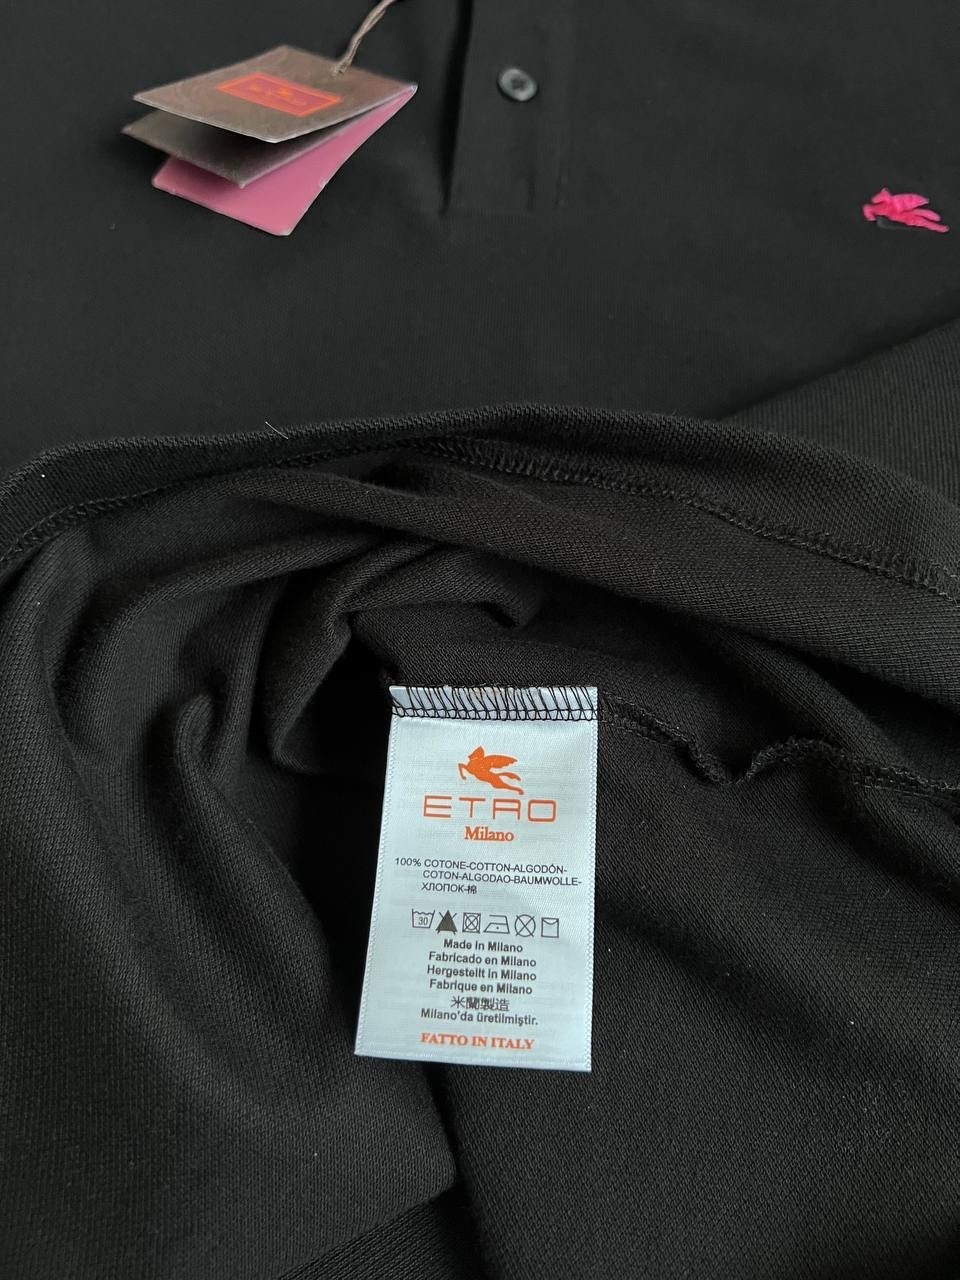 ETRO
Milano
100% COTONE-COTTON-ALGODÓN-
COTON-ALGODAO-BAUMWOLLE-
ХЛОПОК-棉
30
Made in Milano
Fabricado en Milano
Hergestellt in Milano
Fabrique en Milano
米蘭製造
Milano'da üretilmiştir.
FATTO IN ITALY